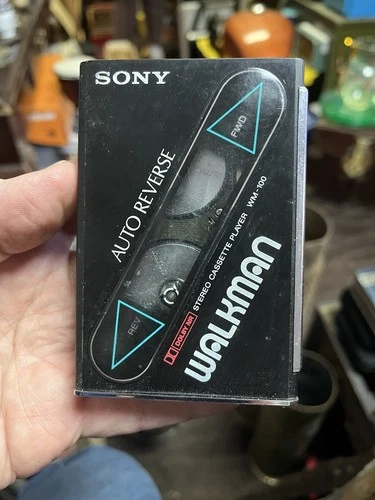 SONY
FWD
AUTO REVERSE
REV
DOLBY NR
STEREO CASSETTE PLAYER WM-100
WALKMAN